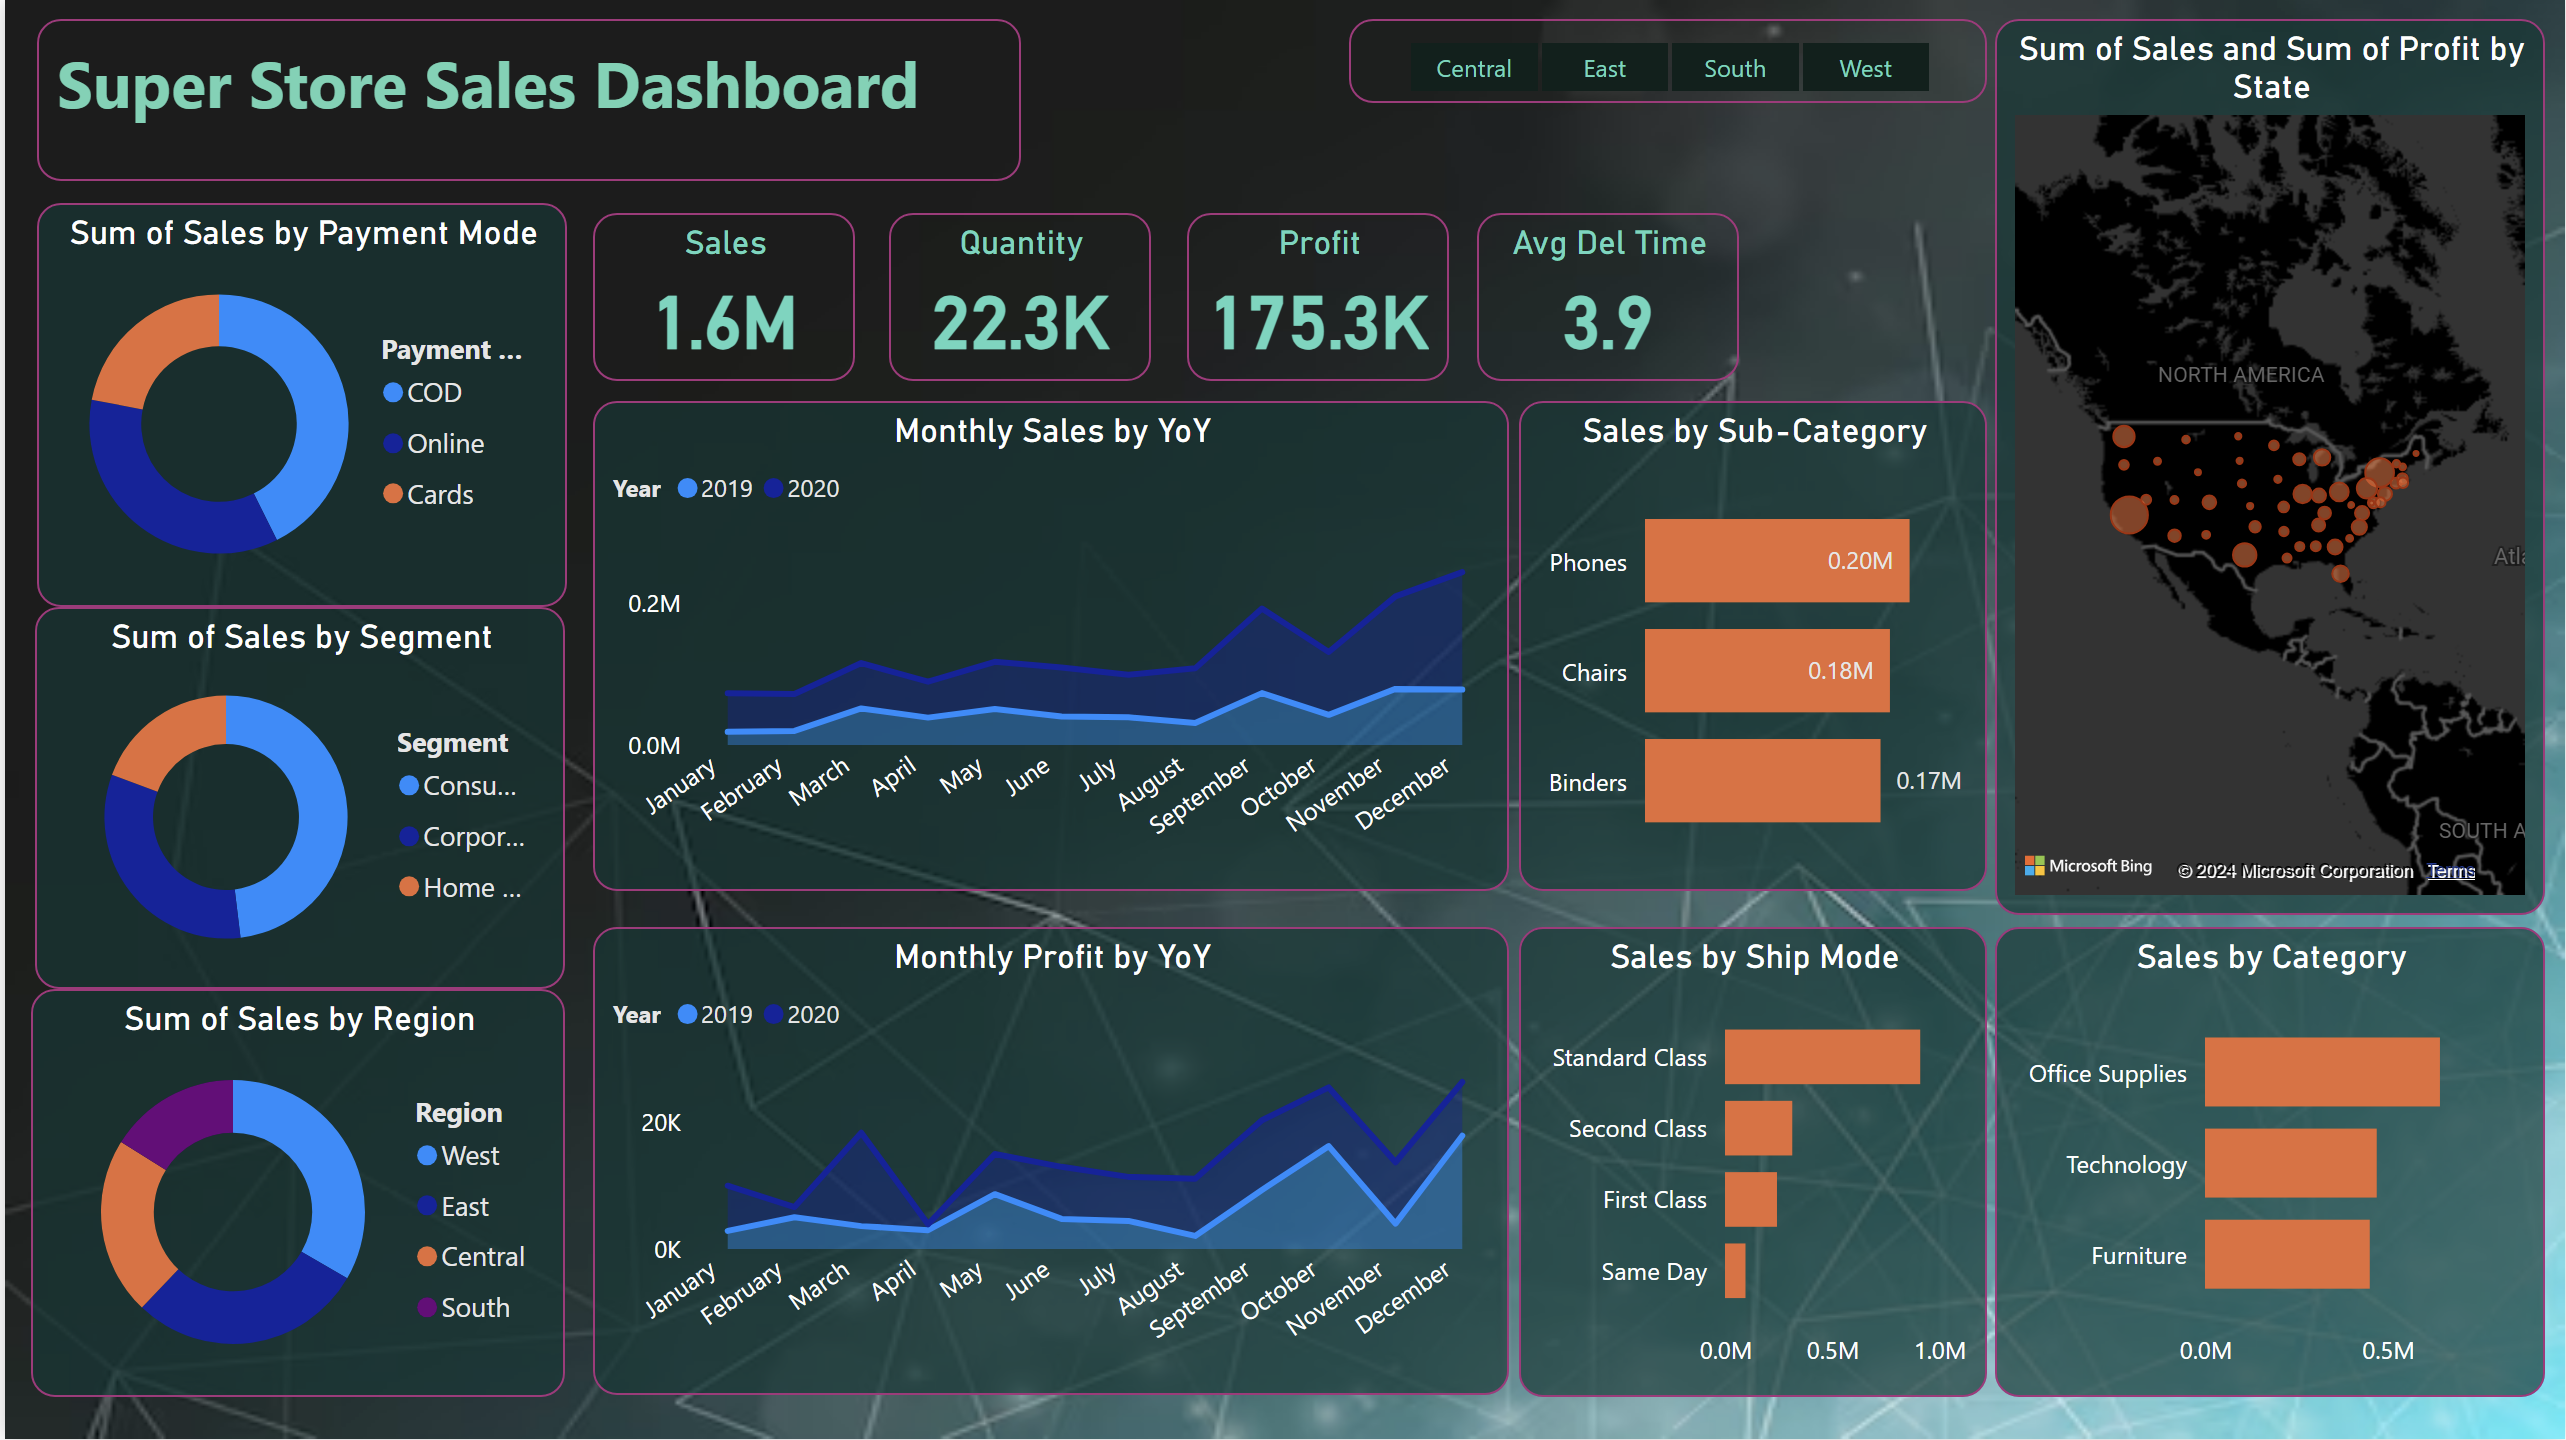 Super Store Sales Dashboard
Central East South West
Sum of Sales by Payment Mode
Payment ...
COD
Online
Cards
Sales
1.6M
Quantity
22.3K
Profit
175.3K
Avg Del Time
3.9
Sum of Sales and Sum of Profit by
State
NORTH AMERICA
Atla
SOUTH A
Microsoft Bing
© 2024 Microsoft Corporation Terms
Monthly Sales by YoY
Year 2019 2020
0.2M
0.0M
January
February
March
April
May
June
July
August
September
October
November
December
Sales by Sub-Category
Phones 0.20M
Chairs 0.18M
Binders 0.17M
Sum of Sales by Segment
Segment
Consu...
Corpor...
Home ...
Sum of Sales by Region
Region
West
East
Central
South
Monthly Profit by YoY
Year 2019 2020
20K
0K
January
February
March
April
May
June
July
August
September
October
November
December
Sales by Ship Mode
Standard Class
Second Class
First Class
Same Day
0.0M 0.5M 1.0M
Sales by Category
Office Supplies
Technology
Furniture
0.0M 0.5M